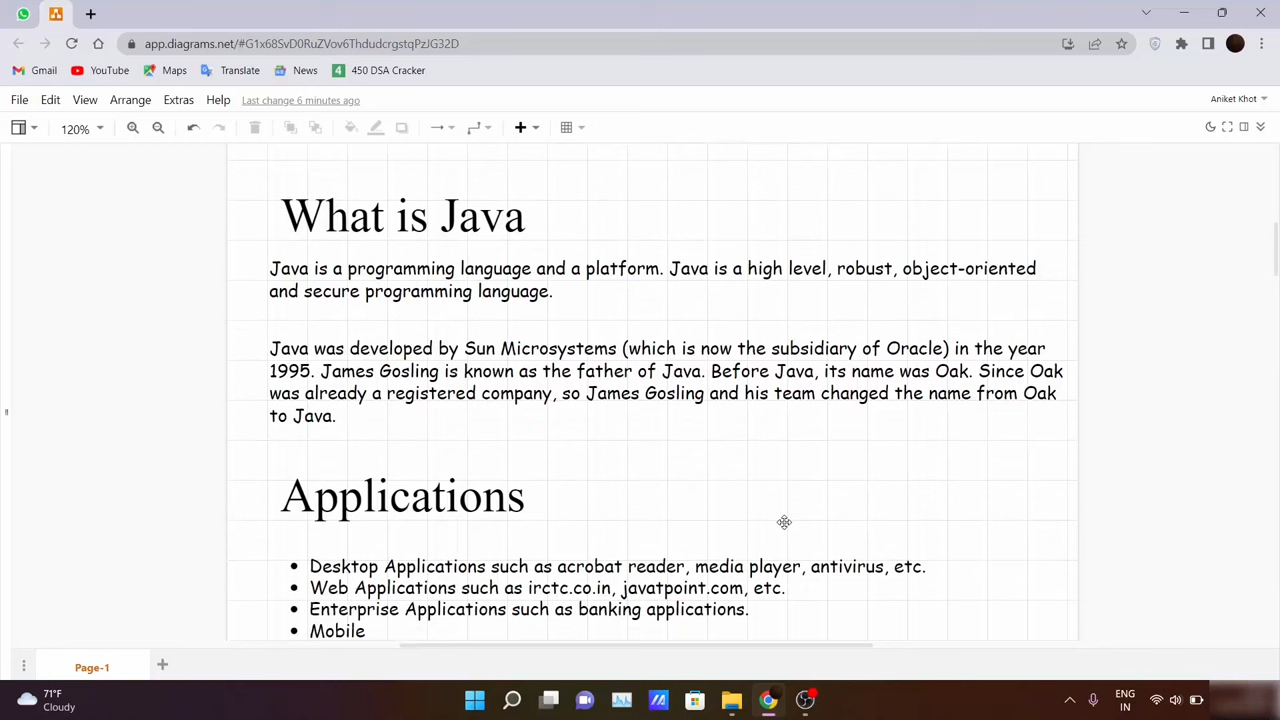 app.diagrams.net/#G1x68SvD0RuZVov6ThdudcrgstqPzJG32D
Gmail YouTube Maps Translate News 4 450 DSA Cracker
File Edit View Arrange Extras Help Last change 6 minutes ago Aniket Khot
120%
What is Java
Java is a programming language and a platform. Java is a high level, robust, object-oriented
and secure programming language.
Java was developed by Sun Microsystems (which is now the subsidiary of Oracle) in the year
1995. James Gosling is known as the father of Java. Before Java, its name was Oak. Since Oak
was already a registered company, so James Gosling and his team changed the name from Oak
to Java.
Applications
• Desktop Applications such as acrobat reader, media player, antivirus, etc.
• Web Applications such as irctc.co.in, javatpoint.com, etc.
• Enterprise Applications such as banking applications.
• Mobile
Page-1
71°F
Cloudy
ENG
IN